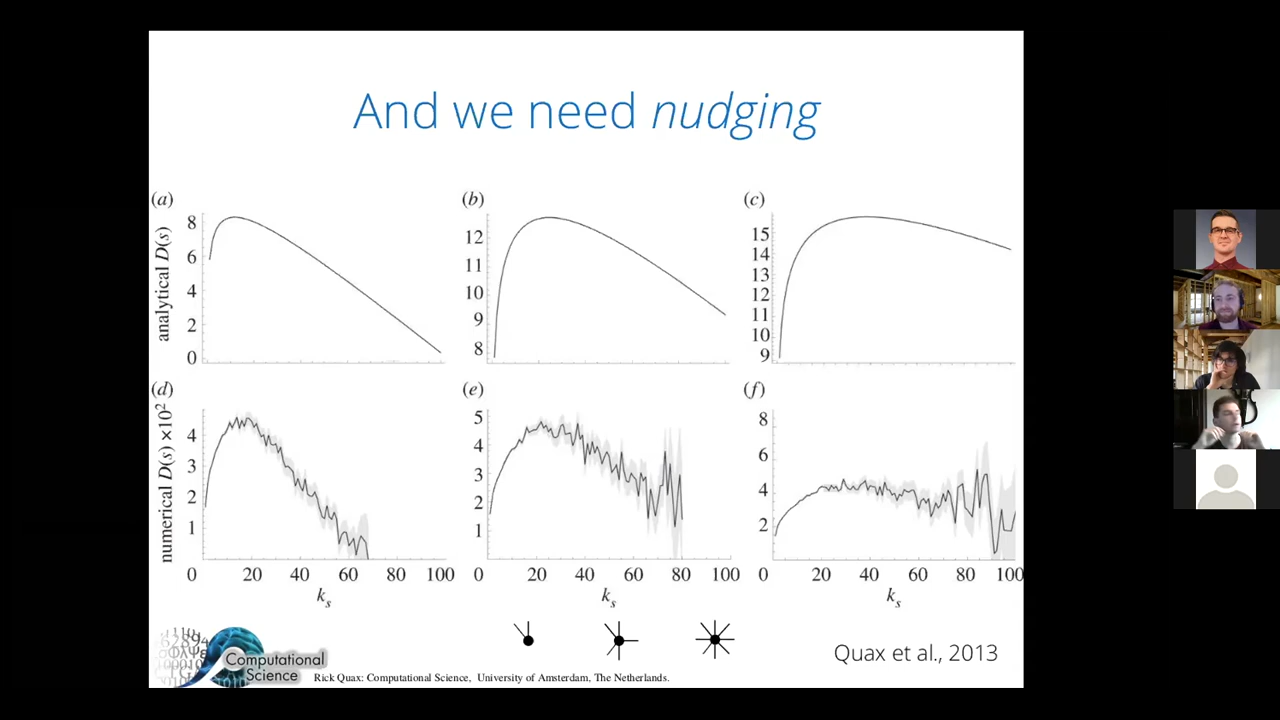 And we need nudging
(a) (b) (c)
analytical D(s)
8
6
4
2
0
12
11
10
9
8
15
14
13
12
11
10
9
(d) (e) (f)
numerical D(s) ×10²
4
3
2
1
5
4
3
2
1
8
6
4
2
0 20 40 60 80 100 0 20 40 60 80 100 0 20 40 60 80 100
kₛ kₛ kₛ
Computational
Science
Quax et al., 2013
Rick Quax: Computational Science, University of Amsterdam, The Netherlands.